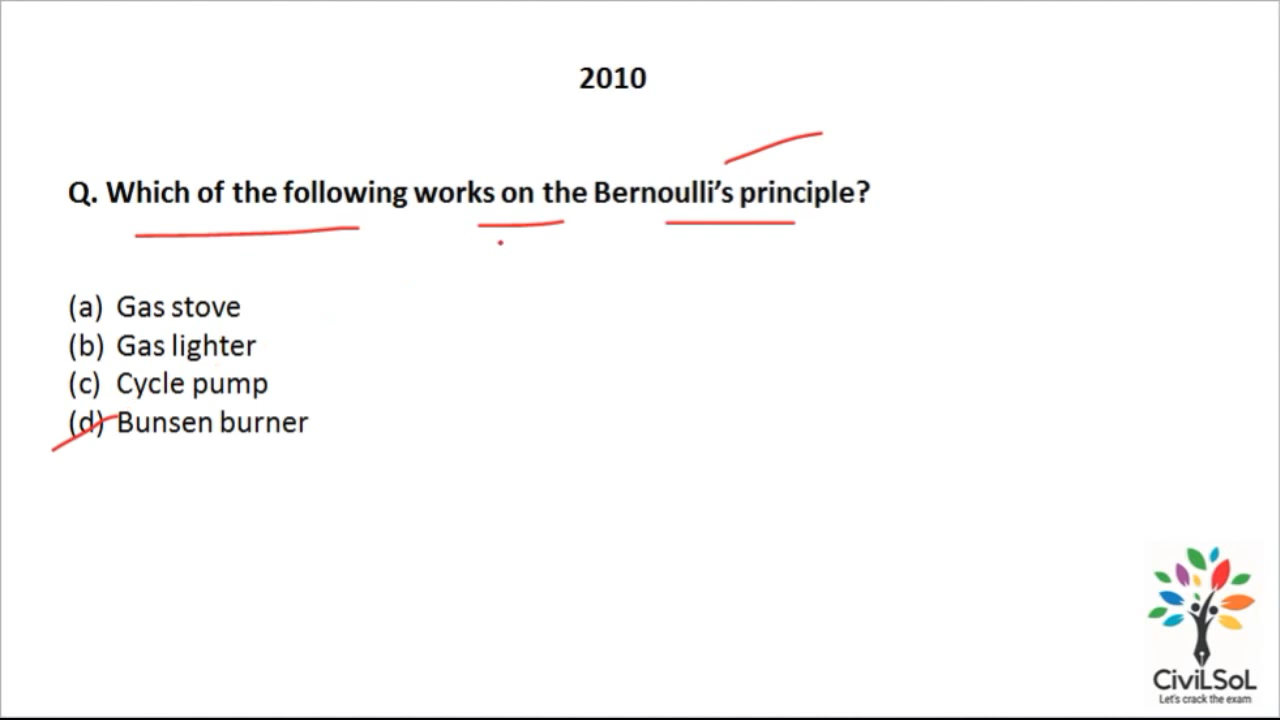 2010
Q. Which of the following works on the Bernoulli's principle?
(a) Gas stove
(b) Gas lighter
(c) Cycle pump
(d) Bunsen burner
CiviLSoL
Let's crack the exam